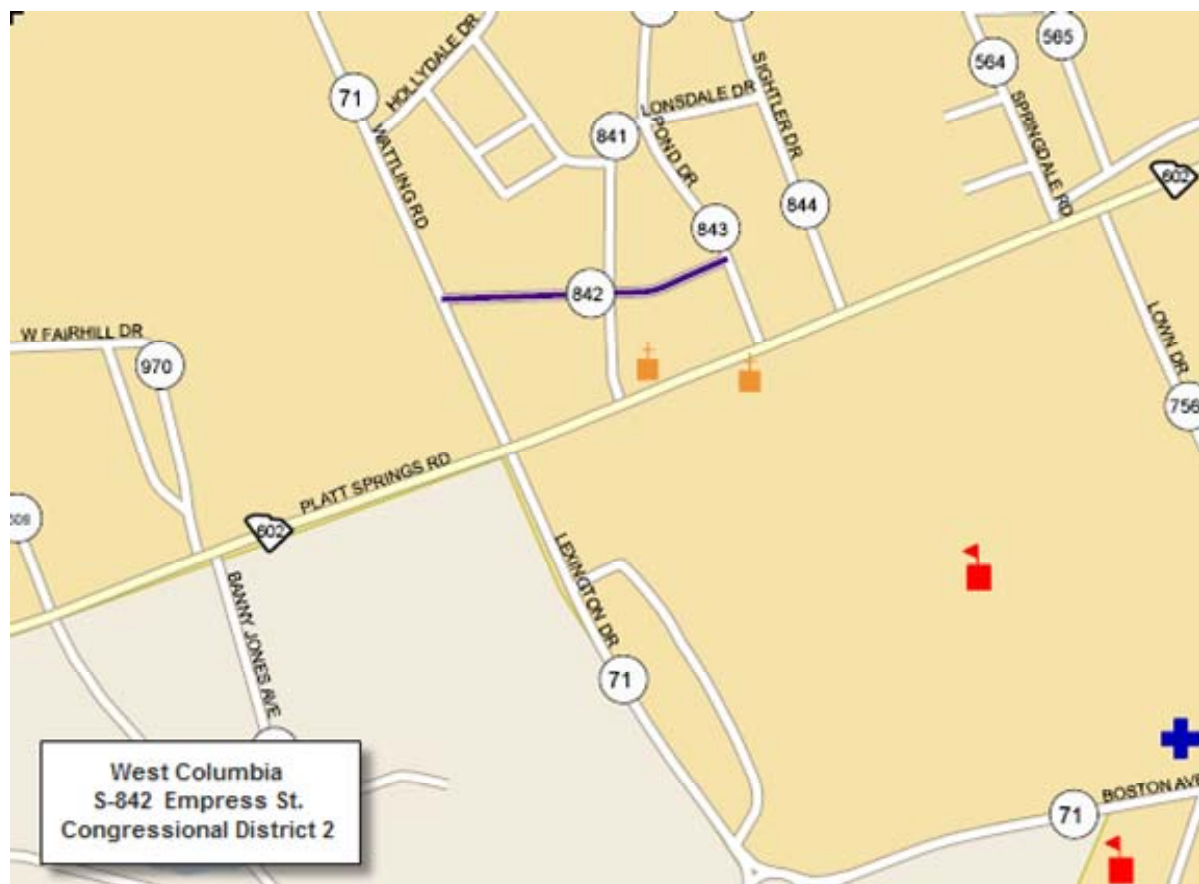 HOLLYDALE DR
71
WATTLING RD
841
LONSDALE DR
POND DR
SIGHTLER DR
564
565
SPRINGDALE RD
602
844
843
842
W FAIRHILL DR
970
LOWN DR
756
PLATT SPRINGS RD
602
BANNY JONES AVE
LEXINGTON DR
71
BOSTON AVE
71
West Columbia
S-842 Empress St.
Congressional District 2